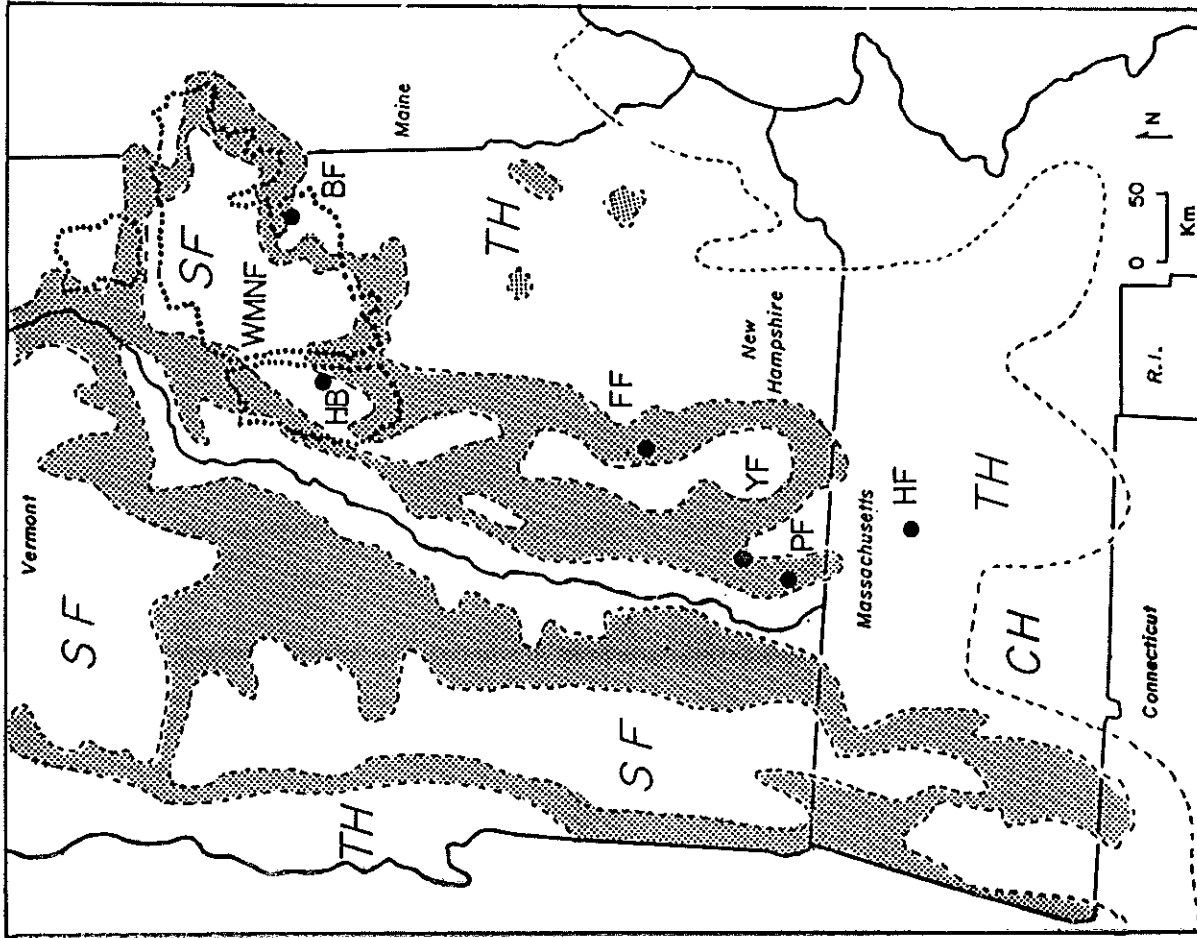 Vermont
SF
Maine
SF
WMNF
BF
HB
TH
TH
SF
FF
New
Hampshire
YF
PF
Massachusetts
HF
TH
CH
Connecticut
R.I.
0 50
Km
N